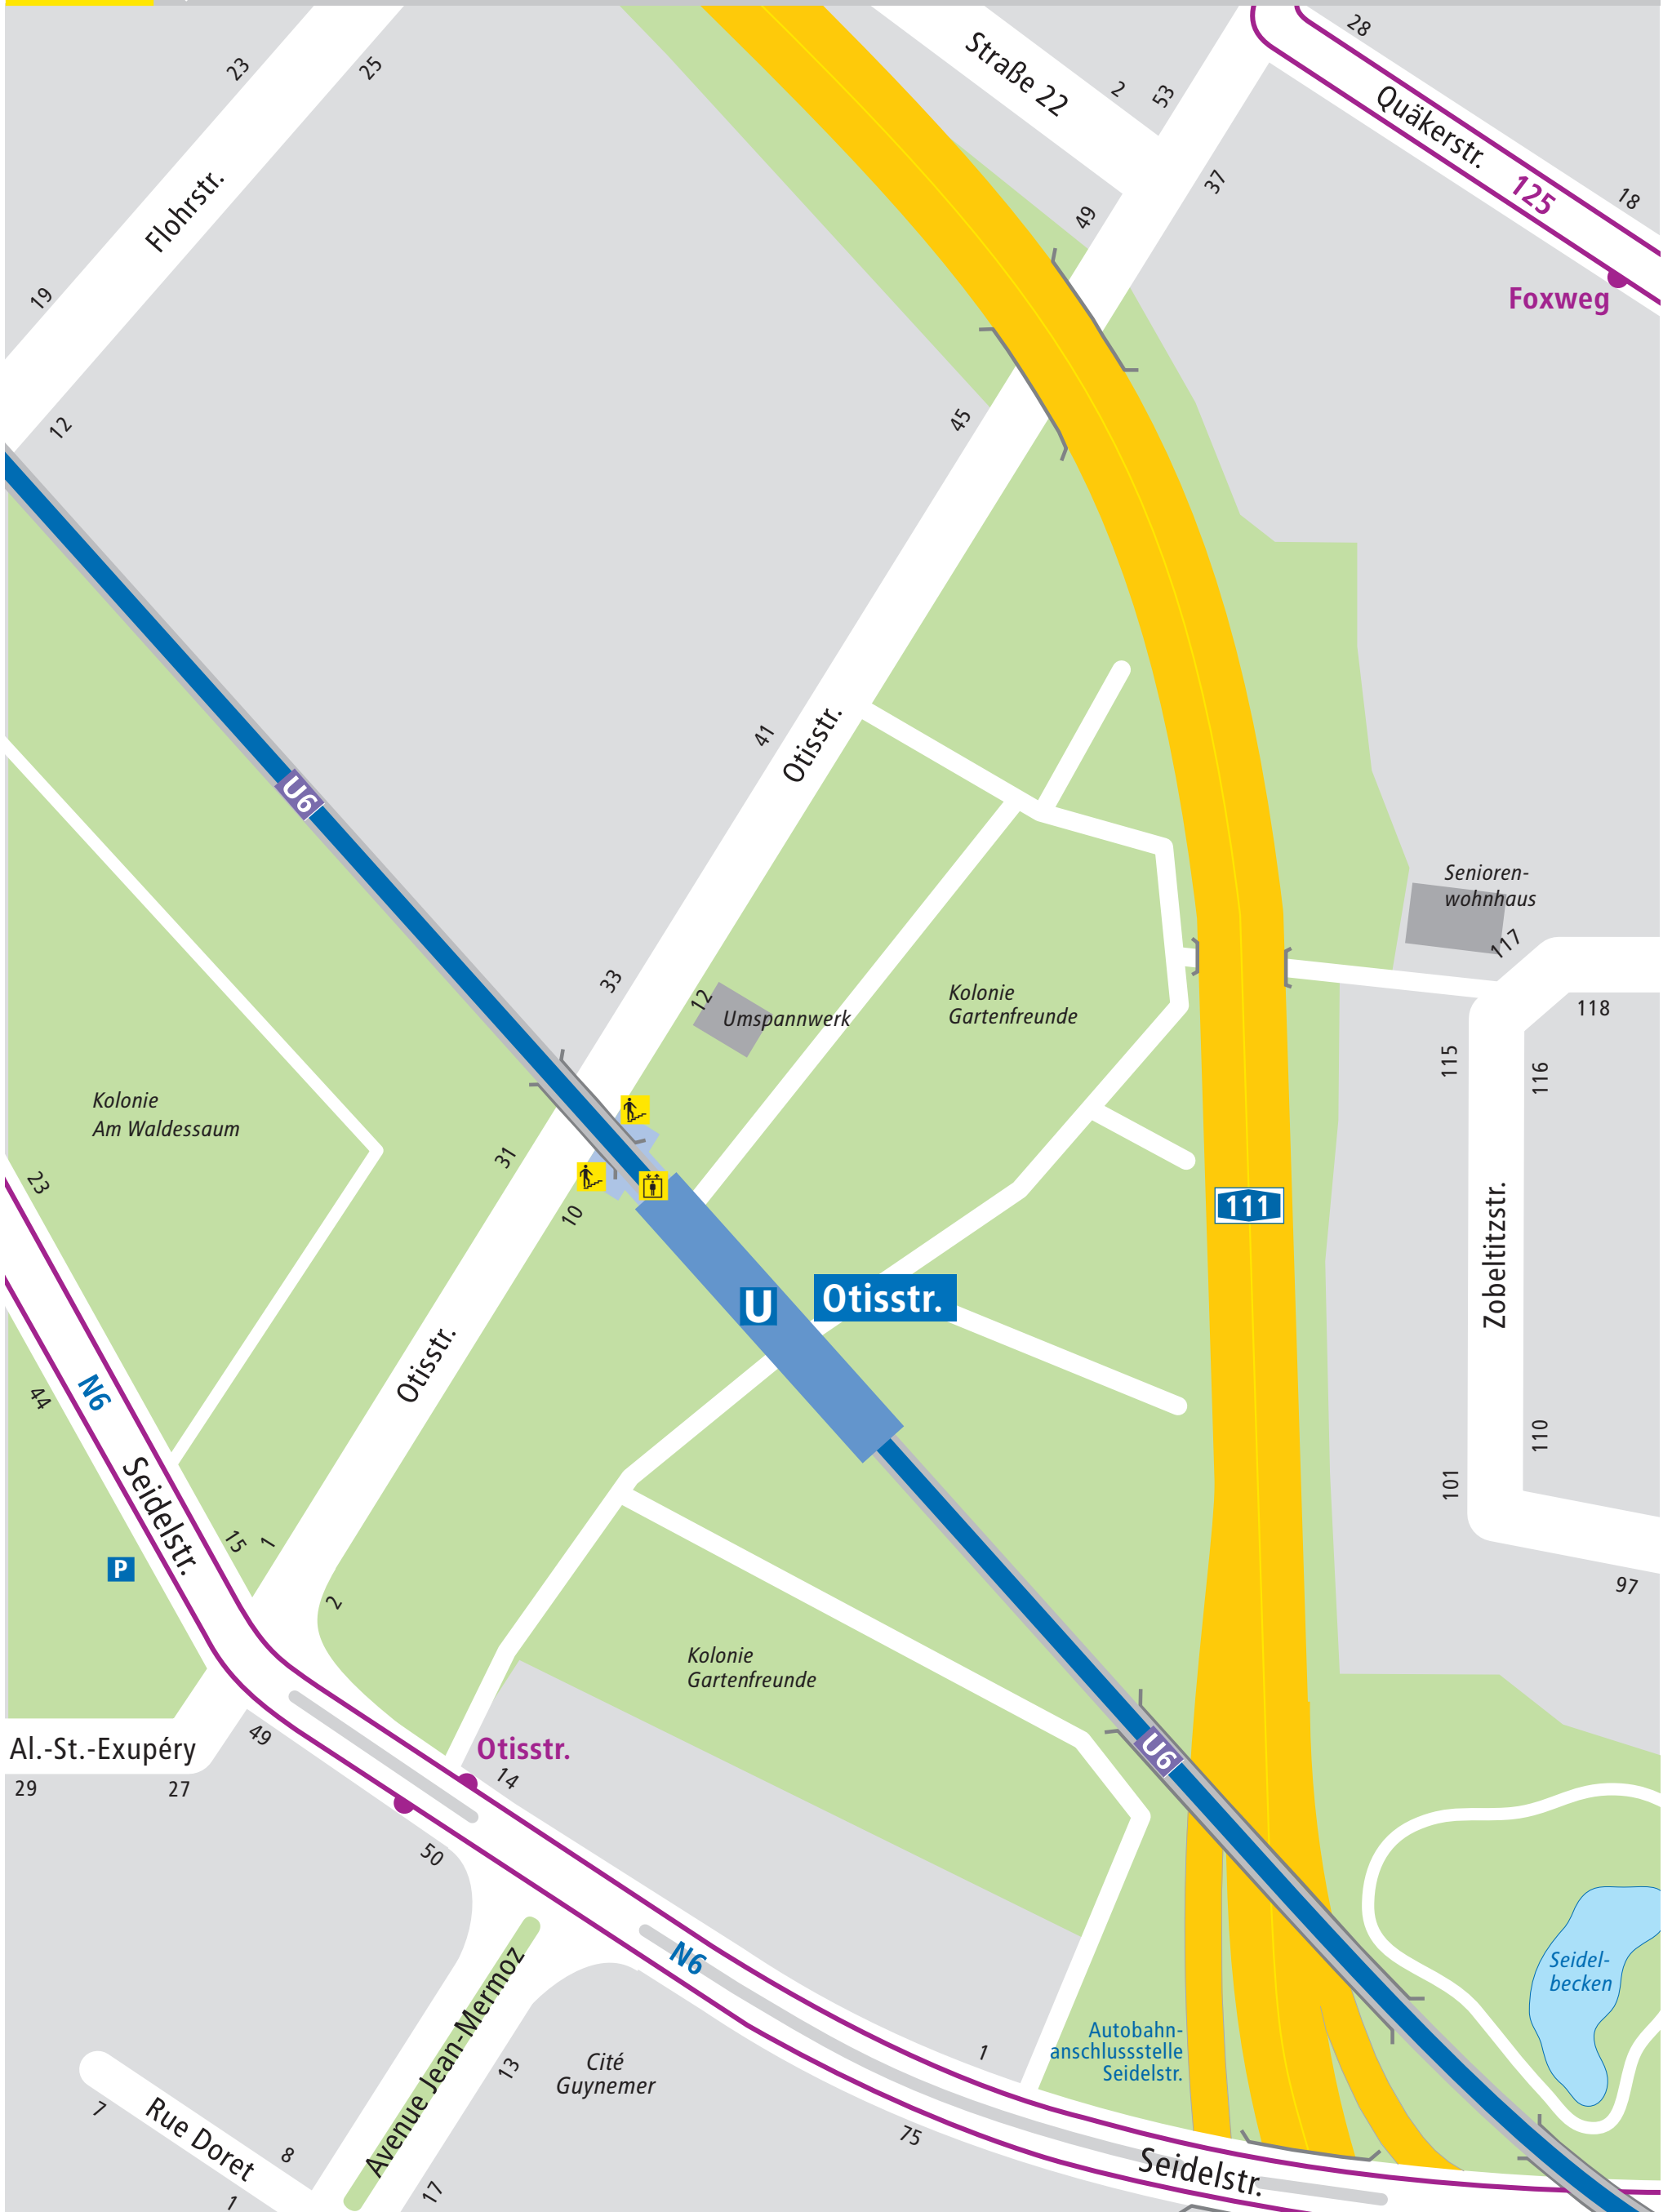 28
Straße 22
2
53
23
25
Quäkerstr.
125
18
37
Flohrstr.
49
Foxweg
19
45
12
41
Otisstr.
U6
Senioren-
wohnhaus
117
33
12
Umspannwerk
Kolonie
Gartenfreunde
118
115
116
Kolonie
Am Waldessaum
31
23
10
111
Zobeltitzstr.
U
Otisstr.
Otisstr.
44
N6
110
101
Seidelstr.
15
1
P
97
2
Kolonie
Gartenfreunde
49
Al.-St.-Exupéry
Otisstr.
U6
29
27
14
50
N6
Seidel-
becken
Avenue Jean-Mermoz
Autobahn-
anschlussstelle
Seidelstr.
1
Cité
Guynemer
13
7
Rue Doret
8
75
Seidelstr.
17
1